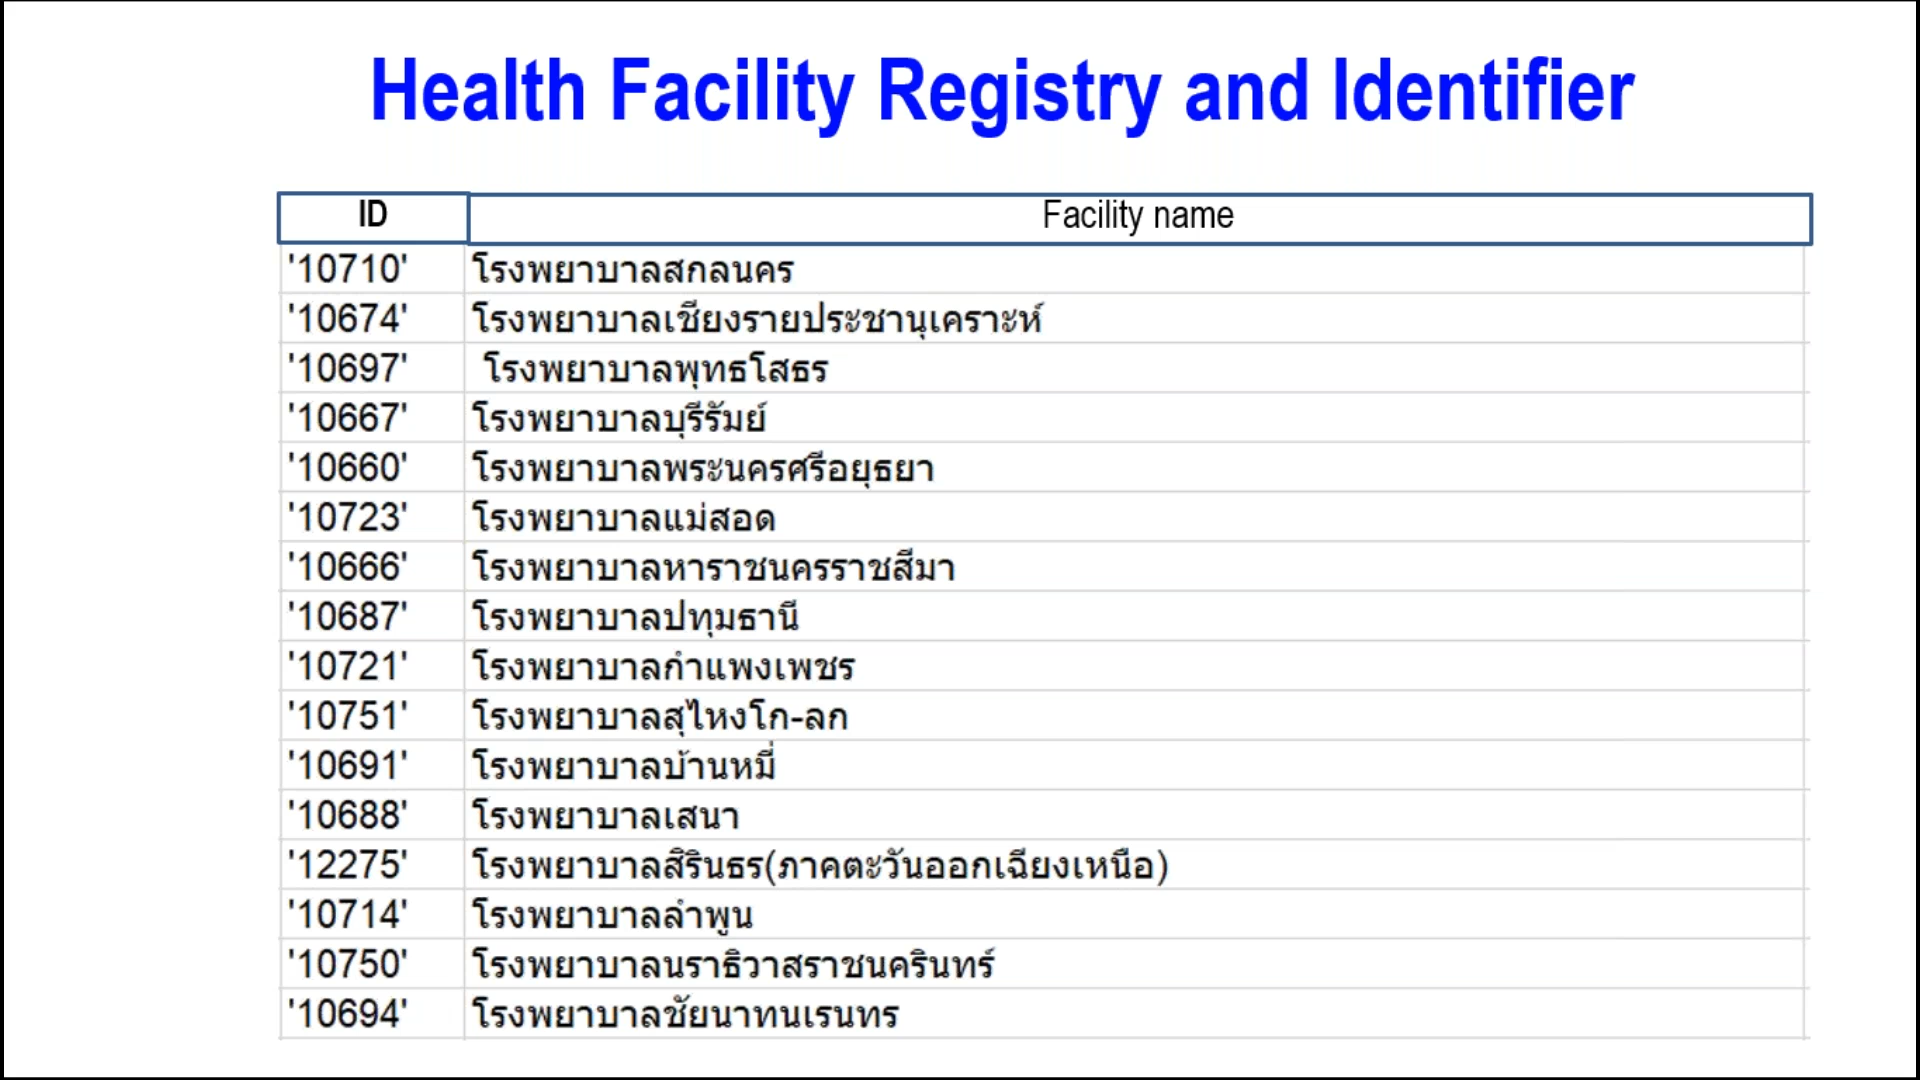 Health Facility Registry and Identifier
ID Facility name
'10710' โรงพยาบาลสกลนคร
'10674' โรงพยาบาลเชียงรายประชานุเคราะห์
'10697' โรงพยาบาลพุทธโสธร
'10667' โรงพยาบาลบุรีรัมย์
'10660' โรงพยาบาลพระนครศรีอยุธยา
'10723' โรงพยาบาลแม่สอด
'10666' โรงพยาบาลหาราชนครราชสีมา
'10687' โรงพยาบาลปทุมธานี
'10721' โรงพยาบาลกำแพงเพชร
'10751' โรงพยาบาลสุไหงโก-ลก
'10691' โรงพยาบาลบ้านหมี่
'10688' โรงพยาบาลเสนา
'12275' โรงพยาบาลสิรินธร(ภาคตะวันออกเฉียงเหนือ)
'10714' โรงพยาบาลลำพูน
'10750' โรงพยาบาลนราธิวาสราชนครินทร์
'10694' โรงพยาบาลชัยนาทนเรนทร